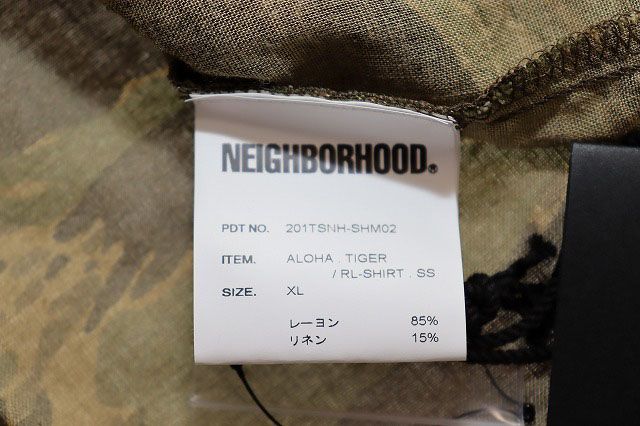 NEIGHBORHOOD®
PDT NO. 201TSNH-SHM02
ITEM. ALOHA . TIGER
/ RL-SHIRT . SS
SIZE. XL
レーヨン 85%
リネン 15%